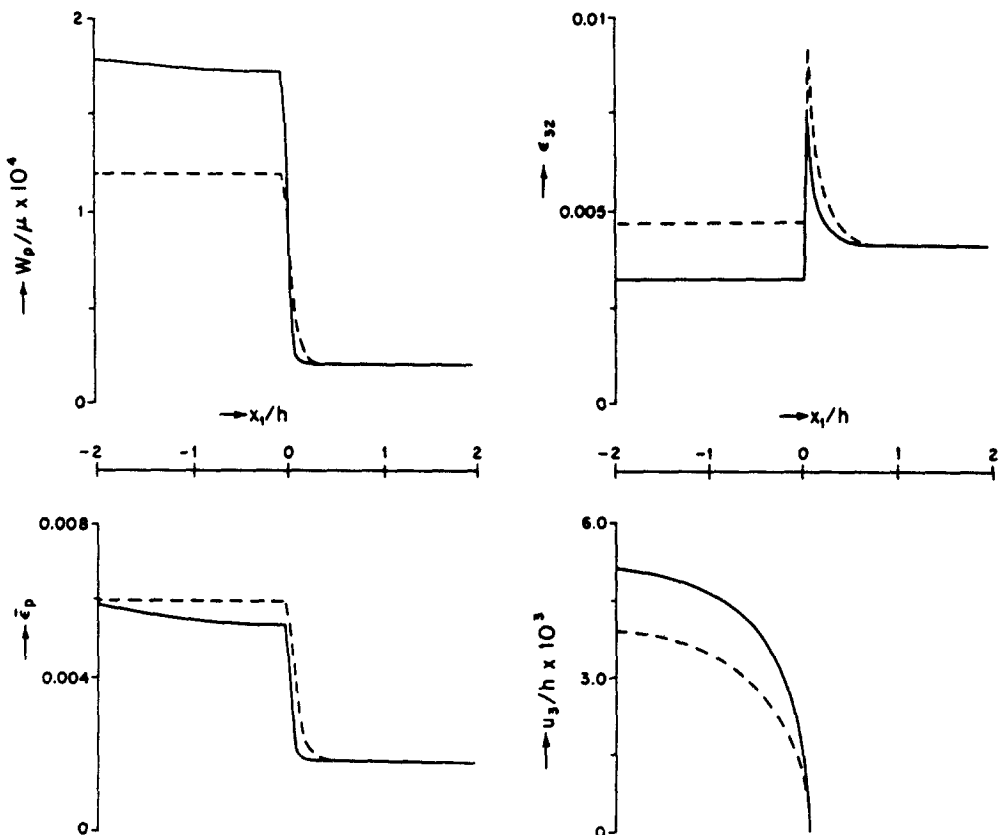 2
1
0
→ W_p/μ × 10^4
→ x_1/h
0.01
0.005
0
→ ε_32
→ x_1/h
-2 -1 0 1 2
-2 -1 0 1 2
0.008
0.004
0
→ ε̄_p
6.0
3.0
0
→ u_3/h × 10^3